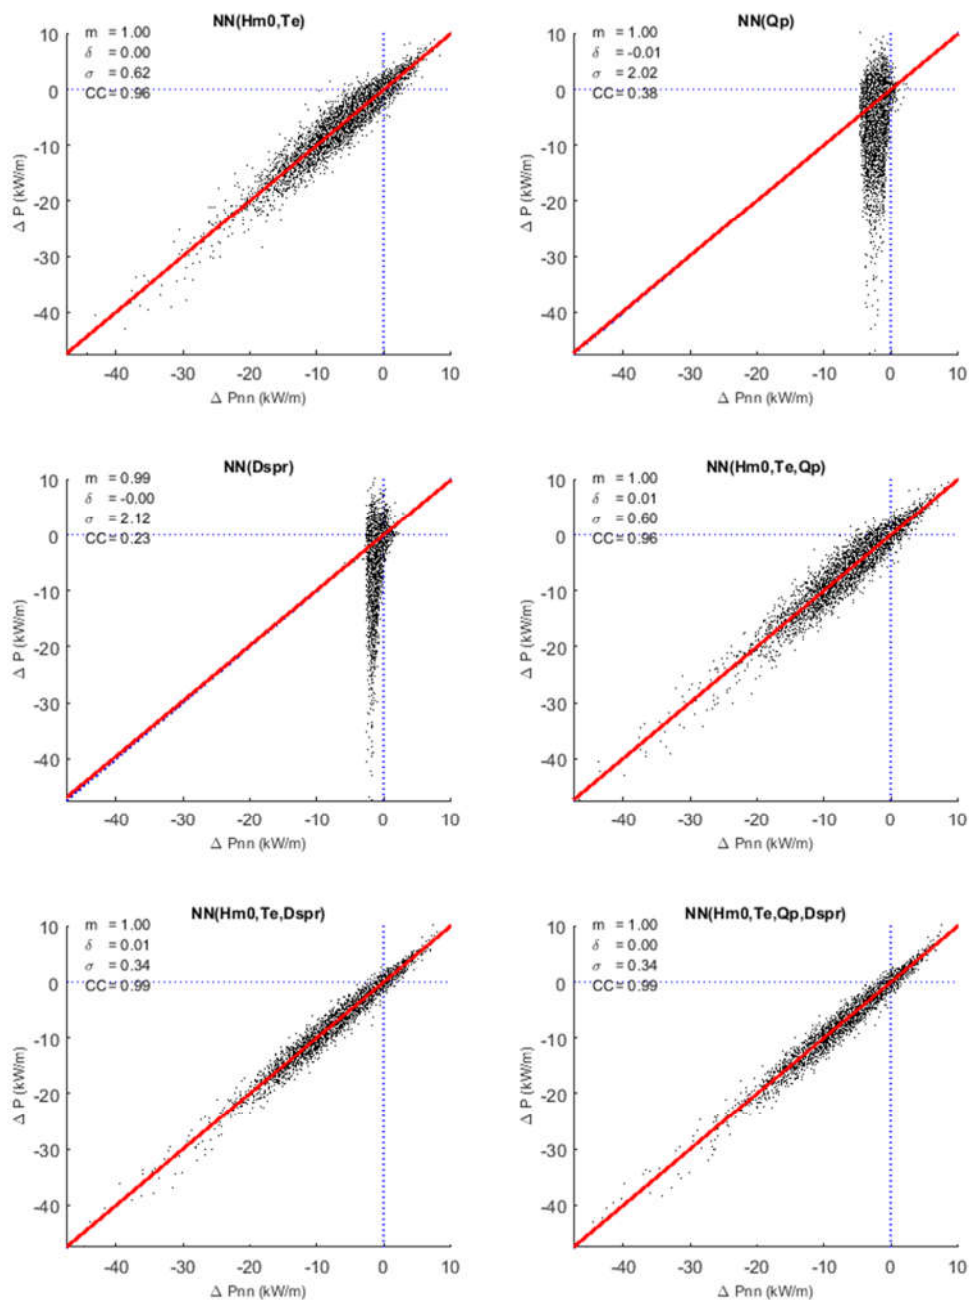 NN(Hm0,Te)
m = 1.00
δ = 0.00
σ = 0.62
CC = 0.96
10
0
-10
-20
-30
-40
Δ P (kW/m)
-40 -30 -20 -10 0 10
Δ Pnn (kW/m)
NN(Qp)
m = 1.00
δ = -0.01
σ = 2.02
CC = 0.38
10
0
-10
-20
-30
-40
Δ P (kW/m)
-40 -30 -20 -10 0 10
Δ Pnn (kW/m)
NN(Dspr)
m = 0.99
δ = -0.00
σ = 2.12
CC = 0.23
10
0
-10
-20
-30
-40
Δ P (kW/m)
-40 -30 -20 -10 0 10
Δ Pnn (kW/m)
NN(Hm0,Te,Qp)
m = 1.00
δ = 0.01
σ = 0.60
CC = 0.96
10
0
-10
-20
-30
-40
Δ P (kW/m)
-40 -30 -20 -10 0 10
Δ Pnn (kW/m)
NN(Hm0,Te,Dspr)
m = 1.00
δ = 0.01
σ = 0.34
CC = 0.99
10
0
-10
-20
-30
-40
Δ P (kW/m)
-40 -30 -20 -10 0 10
Δ Pnn (kW/m)
NN(Hm0,Te,Qp,Dspr)
m = 1.00
δ = 0.00
σ = 0.34
CC = 0.99
10
0
-10
-20
-30
-40
Δ P (kW/m)
-40 -30 -20 -10 0 10
Δ Pnn (kW/m)